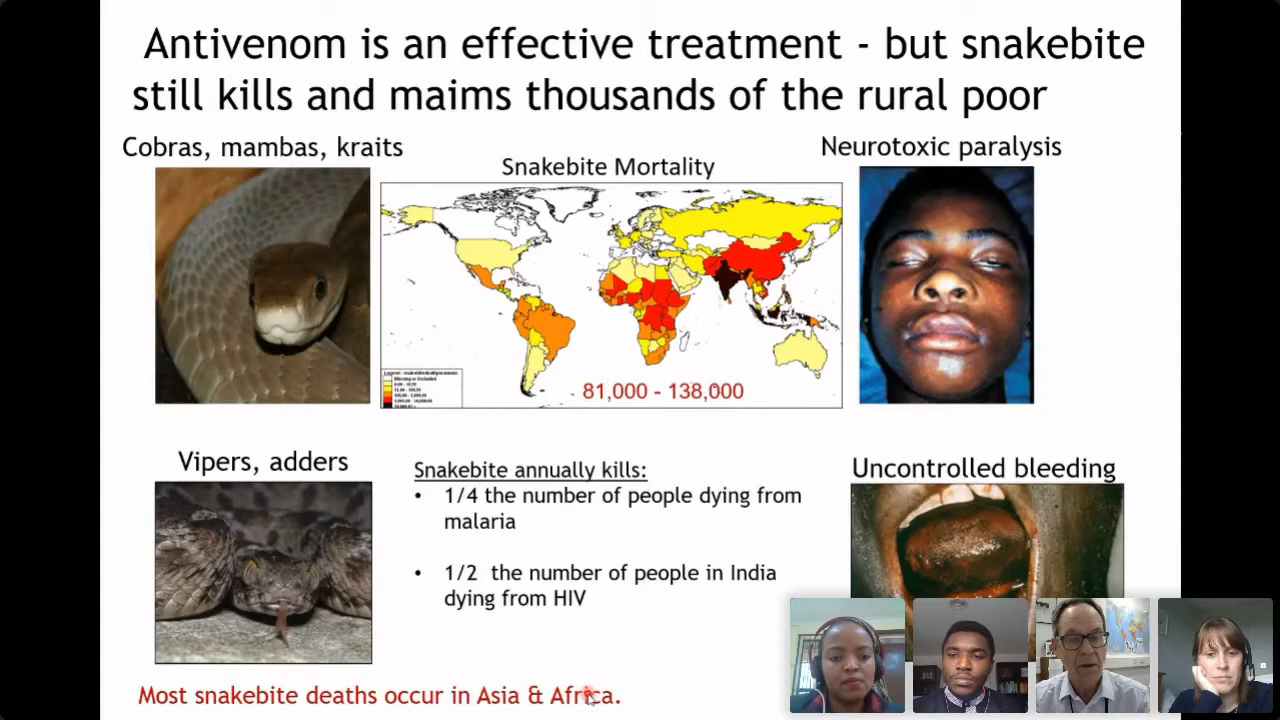 Antivenom is an effective treatment - but snakebite
still kills and maims thousands of the rural poor
Cobras, mambas, kraits
Snakebite Mortality
Neurotoxic paralysis
81,000 - 138,000
Vipers, adders
Snakebite annually kills:
• 1/4 the number of people dying from
malaria
• 1/2 the number of people in India
dying from HIV
Uncontrolled bleeding
Most snakebite deaths occur in Asia & Africa.